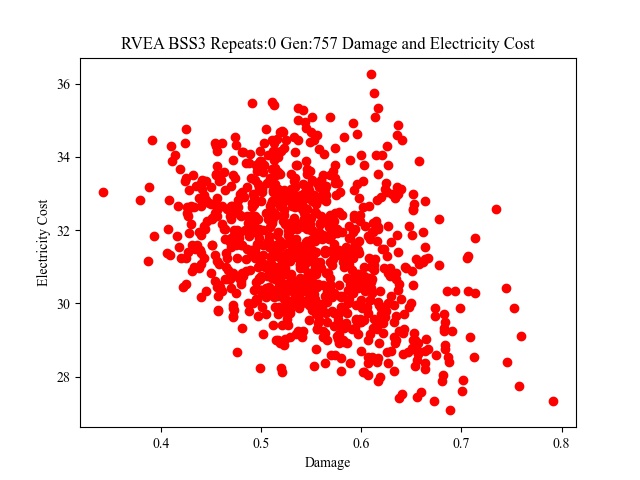 RVEA BSS3 Repeats:0 Gen:757 Damage and Electricity Cost
36
34
32
30
28
Electricity Cost
0.4 0.5 0.6 0.7 0.8
Damage